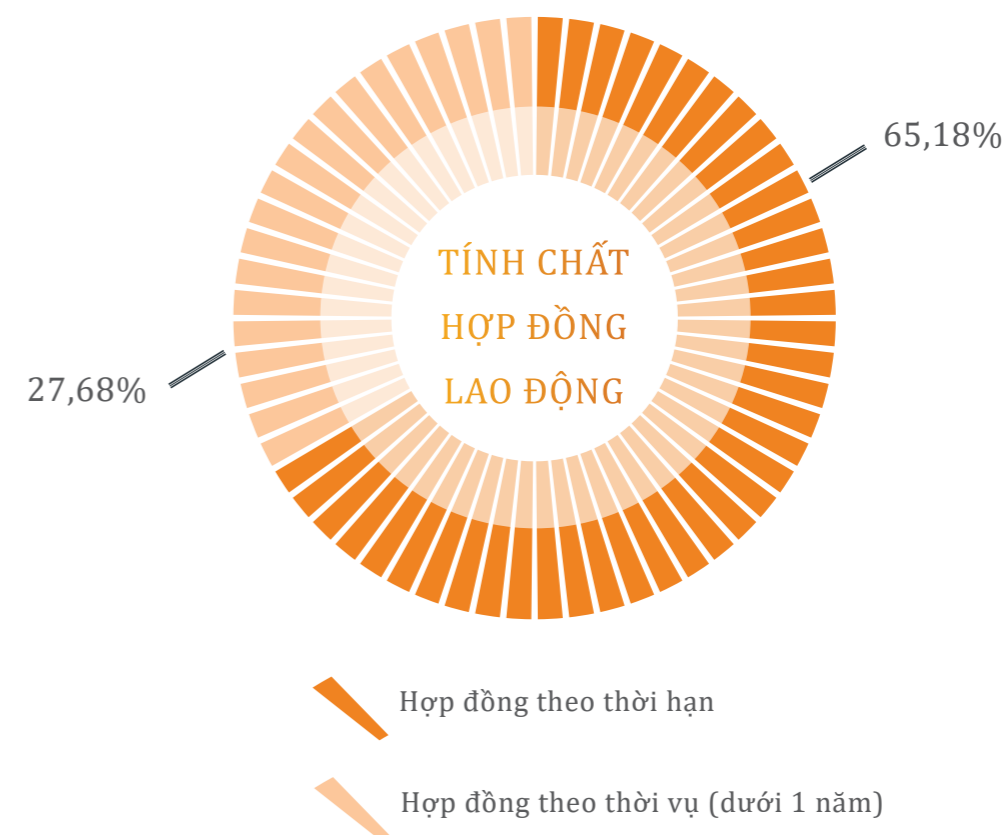 65,18%
TÍNH CHẤT
HỢP ĐỒNG
LAO ĐỘNG
27,68%
Hợp đồng theo thời hạn
Hợp đồng theo thời vụ (dưới 1 năm)